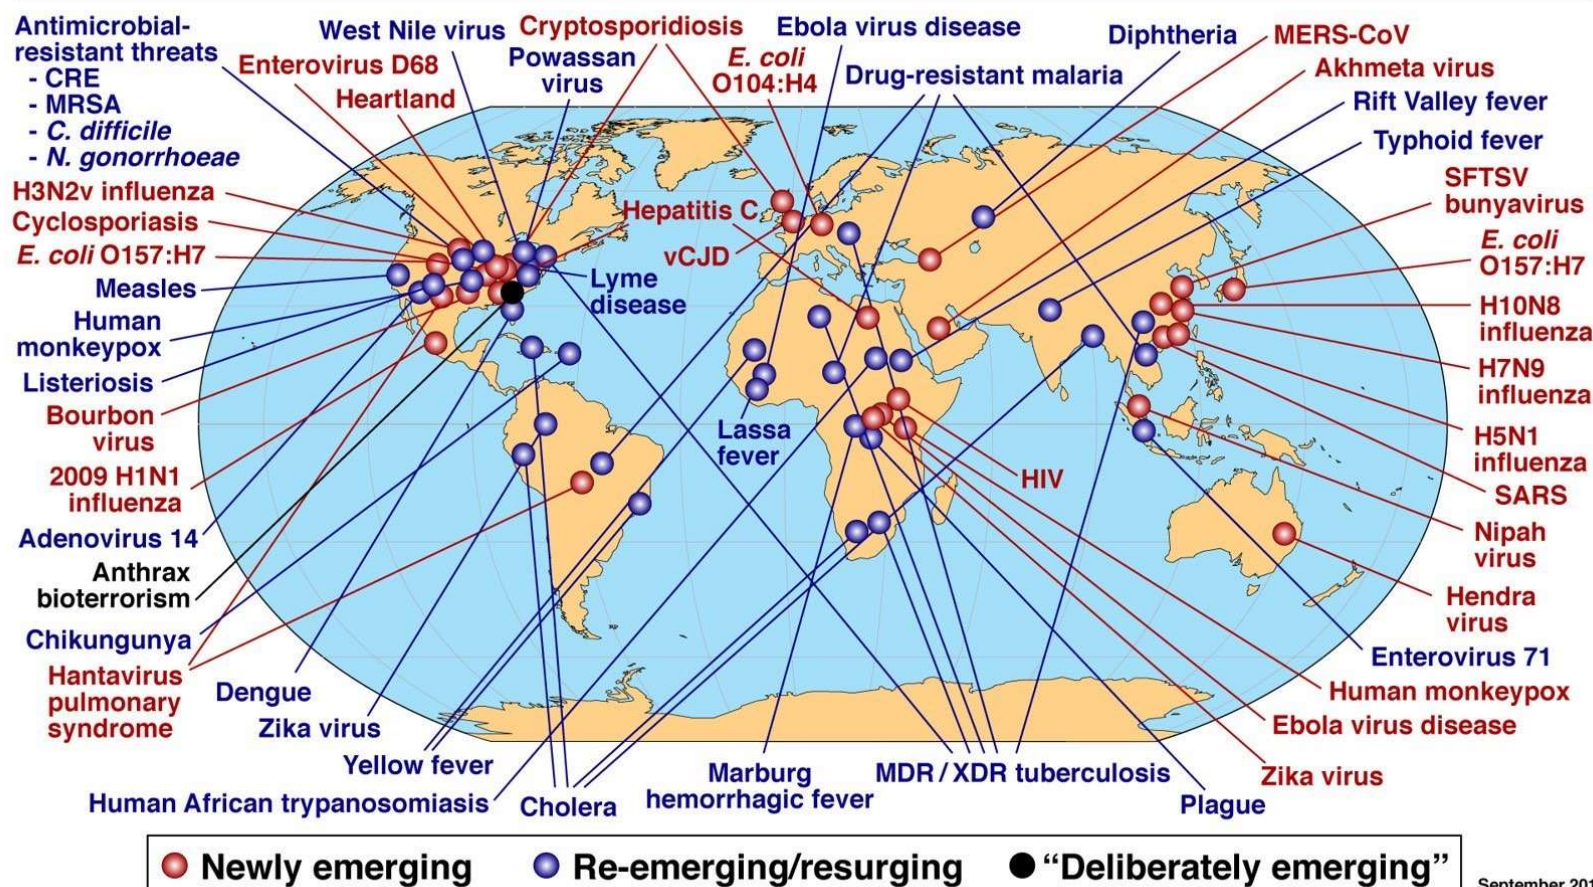 Antimicrobial-
resistant threats
- CRE
- MRSA
- C. difficile
- N. gonorrhoeae
West Nile virus
Enterovirus D68
Heartland
Cryptosporidiosis
Powassan
virus
E. coli
O104:H4
Ebola virus disease
Drug-resistant malaria
Diphtheria
MERS-CoV
Akhmeta virus
Rift Valley fever
Typhoid fever
SFTSV
bunyavirus
E. coli
O157:H7
H10N8
influenza
H7N9
influenza
H5N1
influenza
SARS
Nipah
virus
Hendra
virus
Enterovirus 71
Human monkeypox
Ebola virus disease
Zika virus
Plague
H3N2v influenza
Cyclosporiasis
E. coli O157:H7
Measles
Human
monkeypox
Listeriosis
Bourbon
virus
2009 H1N1
influenza
Adenovirus 14
Anthrax
bioterrorism
Chikungunya
Hantavirus
pulmonary
syndrome
Dengue
Zika virus
Yellow fever
Human African trypanosomiasis
Cholera
Marburg
hemorrhagic fever
MDR / XDR tuberculosis
Hepatitis C
vCJD
Lyme
disease
Lassa
fever
HIV
Newly emerging
Re-emerging/resurging
"Deliberately emerging"
September